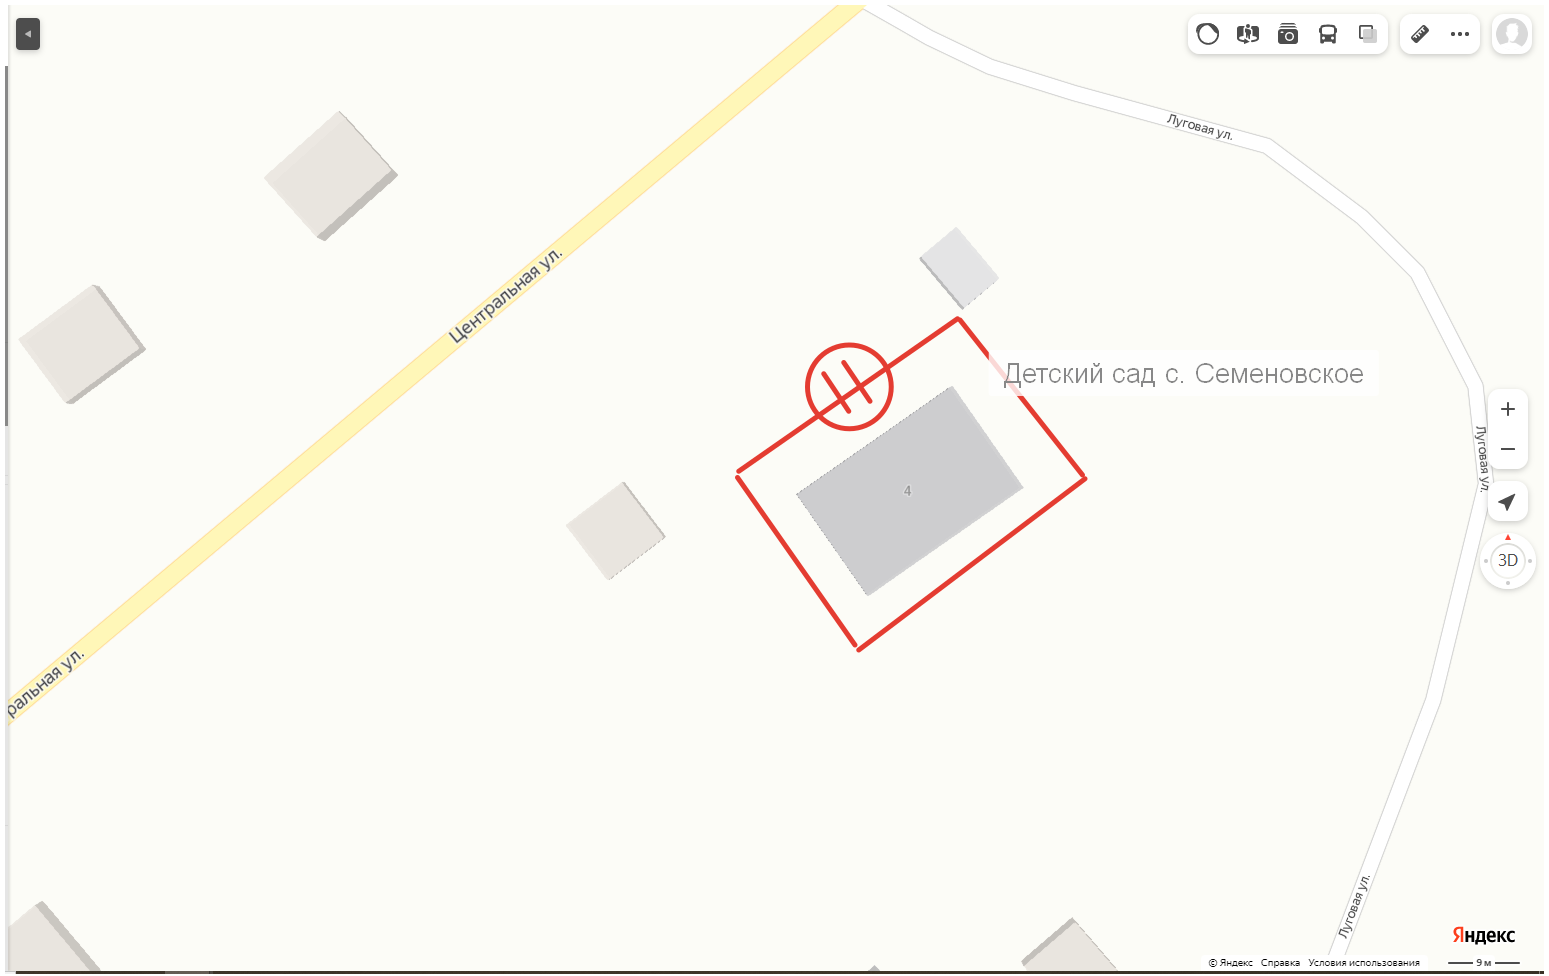 Луговая ул.
Центральная ул.
Детский сад с. Семеновское
Луговая ул.
4
3D
ральная ул.
Луговая ул.
Яндекс
© Яндекс Справка Условия использования
9 м